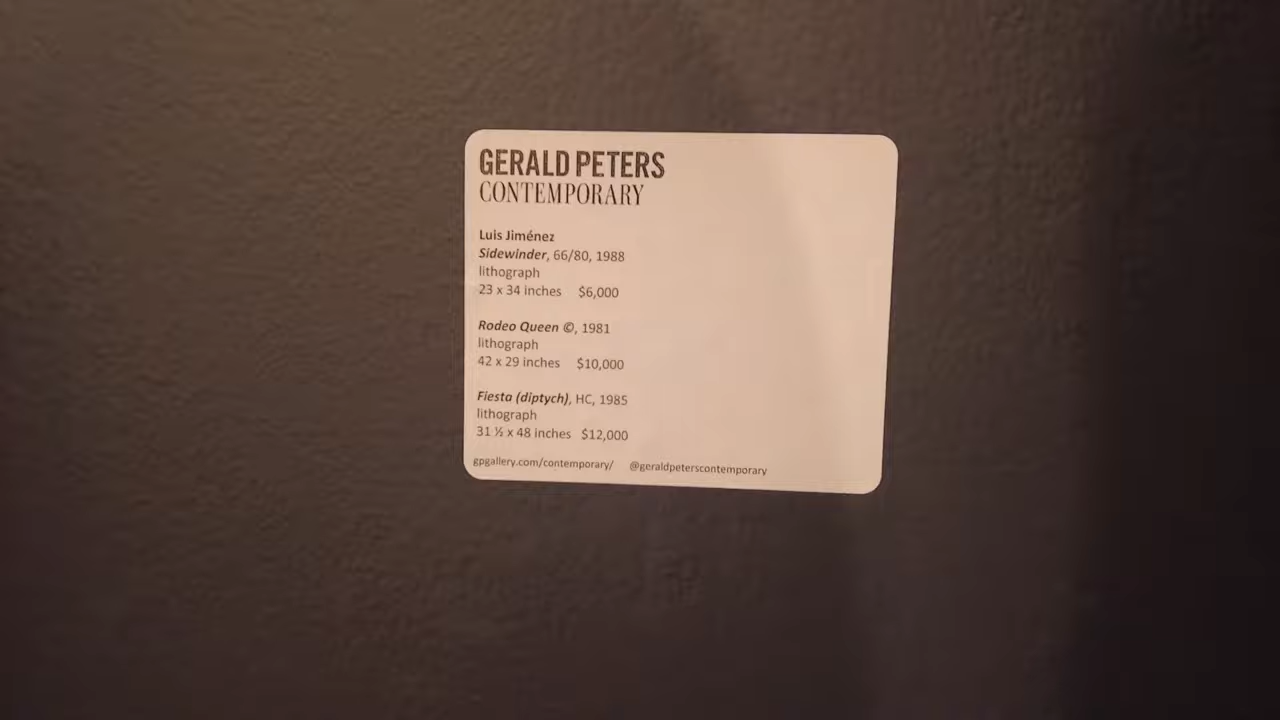 GERALD PETERS
CONTEMPORARY
Luis Jiménez
Sidewinder, 66/80, 1988
lithograph
23 x 34 inches $6,000
Rodeo Queen ©, 1981
lithograph
42 x 29 inches $10,000
Fiesta (diptych), HC, 1985
lithograph
31 ½ x 48 inches $12,000
gpgallery.com/contemporary/ @geraldpeterscontemporary